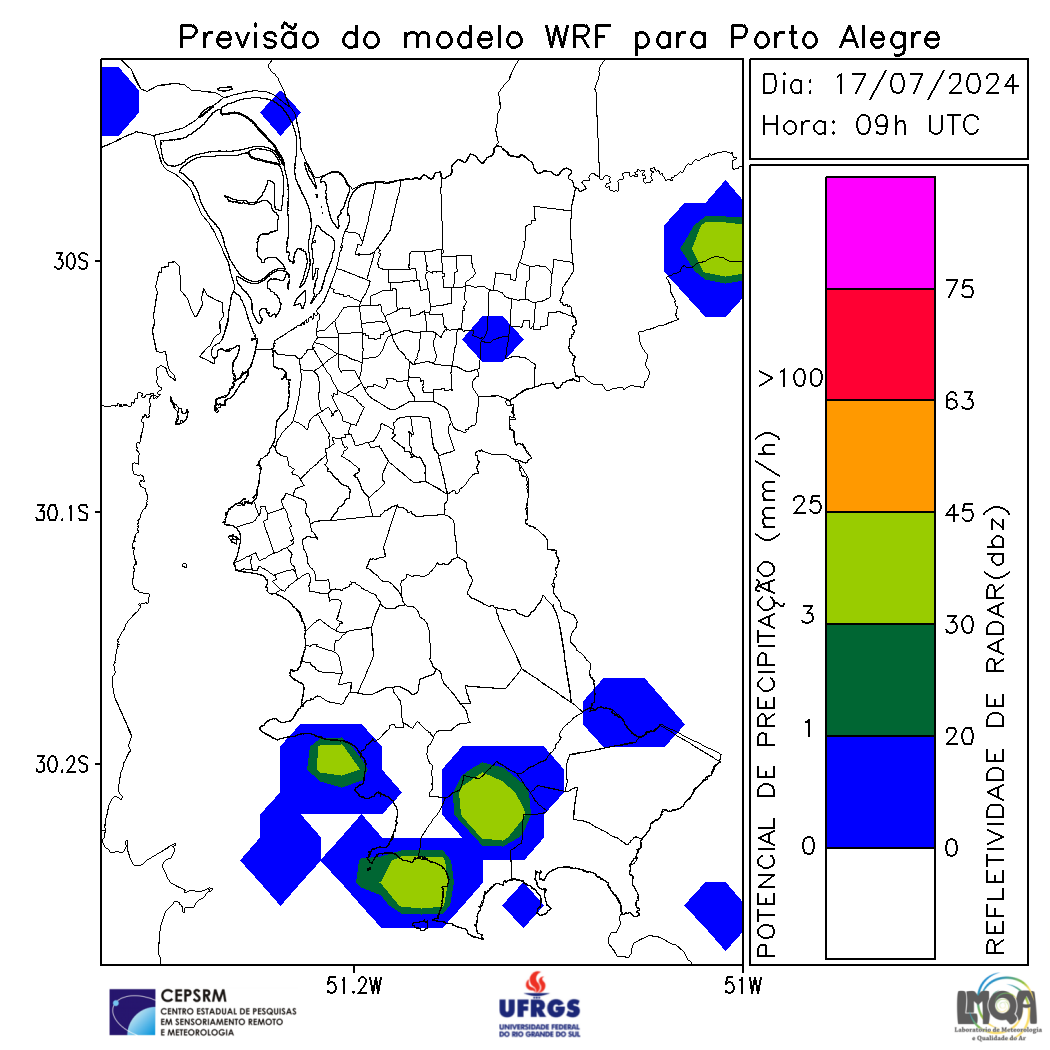 Previsão do modelo WRF para Porto Alegre
Dia: 17/07/2024
Hora: 09h UTC
30S
30.1S
30.2S
51.2W
51W
POTENCIAL DE PRECIPITAÇÃO (mm/h)
>100
25
3
1
0
75
63
45
30
20
0
REFLETIVIDADE DE RADAR(dbz)
CEPSRM
CENTRO ESTADUAL DE PESQUISAS
EM SENSORIAMENTO REMOTO
E METEOROLOGIA
UFRGS
UNIVERSIDADE FEDERAL
DO RIO GRANDE DO SUL
LMQA
Laboratório de Meteorologia
e Qualidade do Ar